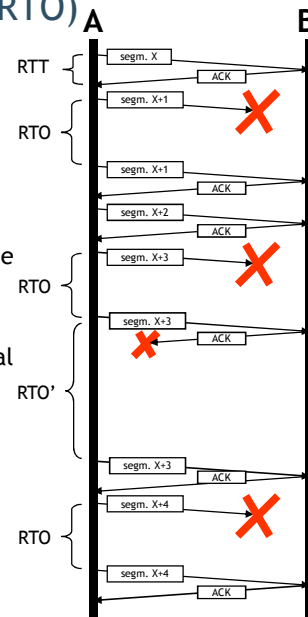 RTO)
A
segm. X
RTT
ACK
segm. X+1
RTO
segm. X+1
ACK
segm. X+2
ACK
e
segm. X+3
RTO
segm. X+3
ACK
al
RTO'
segm. X+3
ACK
segm. X+4
RTO
segm. X+4
ACK